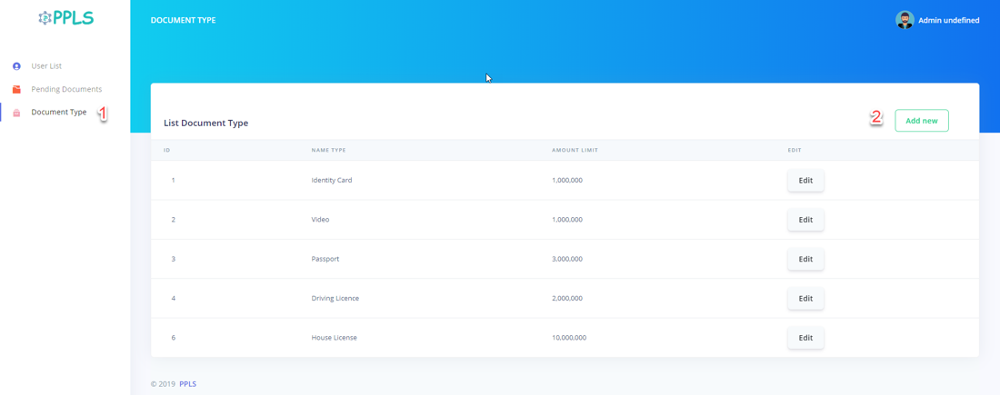 PPLS
DOCUMENT TYPE
Admin undefined
User List
Pending Documents
Document Type 1
List Document Type
2 Add new
ID NAME TYPE AMOUNT LIMIT EDIT
1 Identity Card 1,000,000 Edit
2 Video 1,000,000 Edit
3 Passport 3,000,000 Edit
4 Driving Licence 2,000,000 Edit
6 House License 10,000,000 Edit
© 2019 PPLS